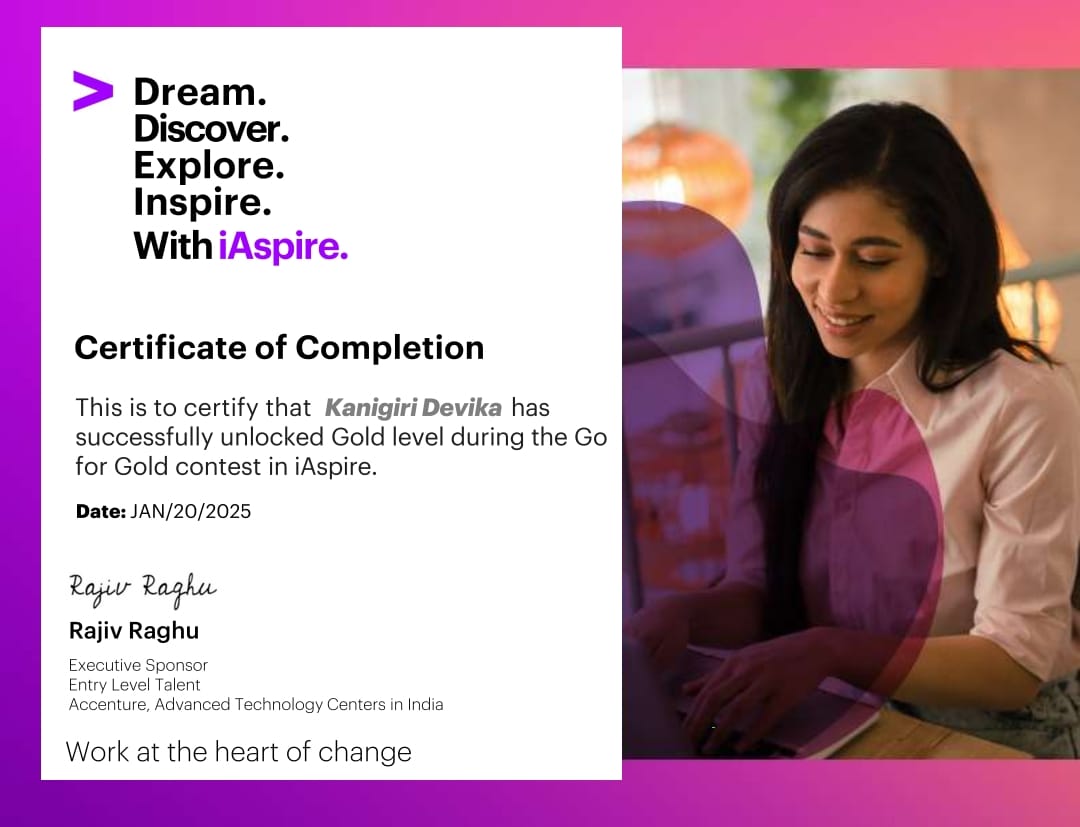 Dream.
Discover.
Explore.
Inspire.
With iAspire.
Certificate of Completion
This is to certify that Kanigiri Devika has
successfully unlocked Gold level during the Go
for Gold contest in iAspire.
Date: JAN/20/2025
Rajiv Raghu
Rajiv Raghu
Executive Sponsor
Entry Level Talent
Accenture, Advanced Technology Centers in India
Work at the heart of change